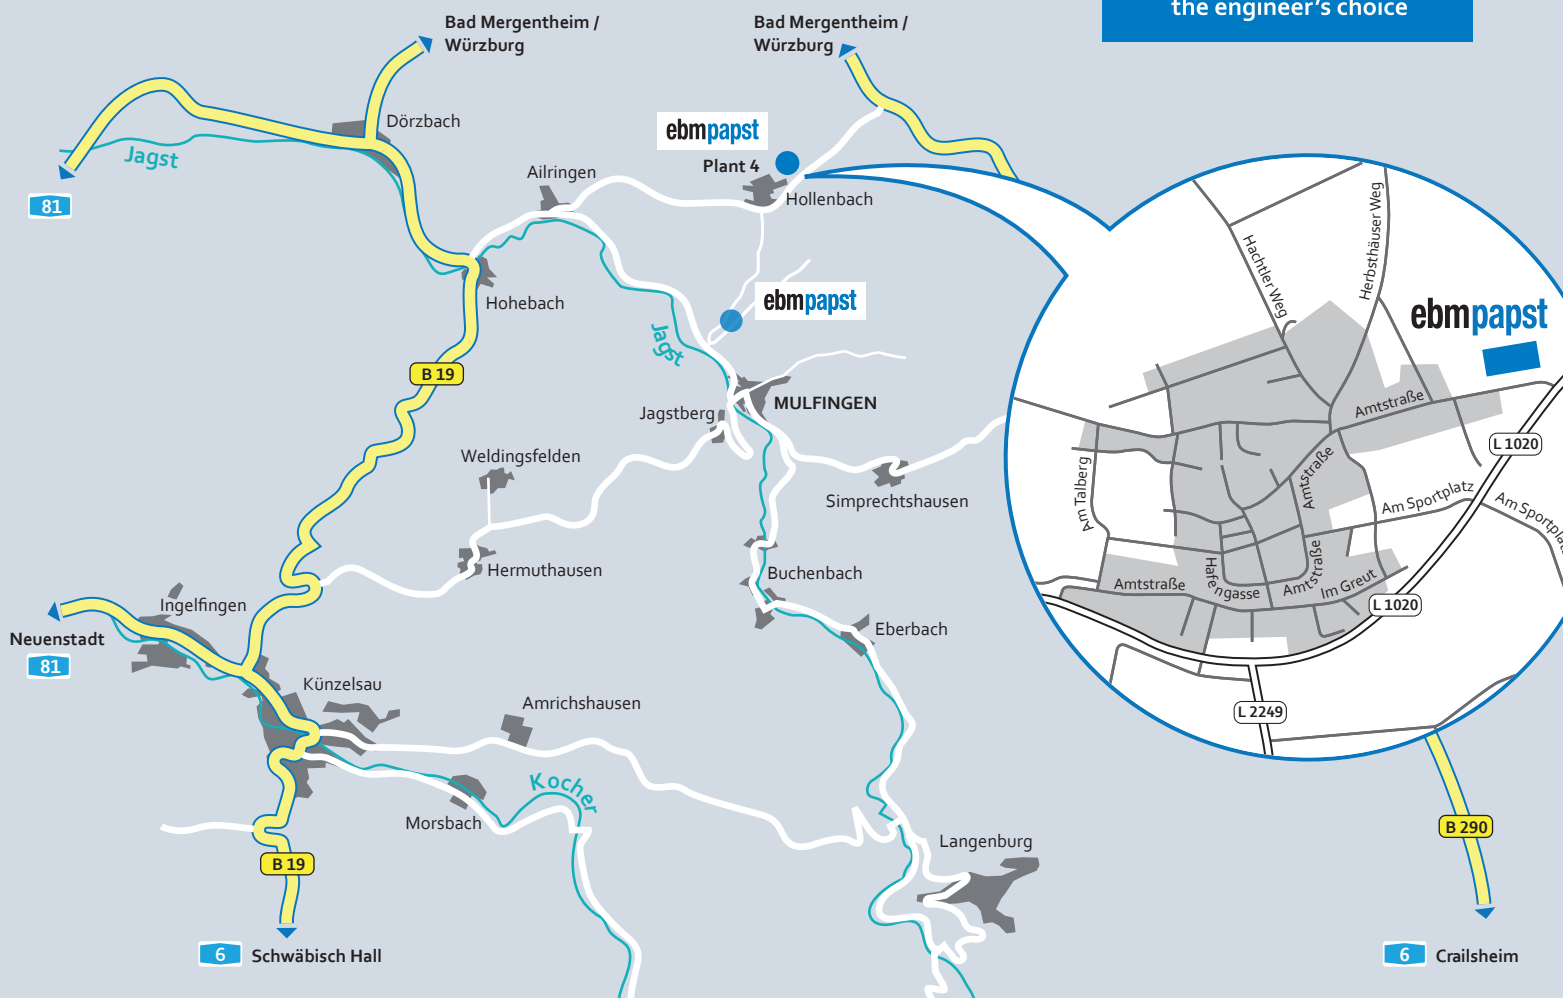 the engineer's choice
Bad Mergentheim /
Würzburg
Bad Mergentheim /
Würzburg
Dörzbach
Jagst
81
ebmpapst
Plant 4
Ailringen
Hollenbach
Hohebach
ebmpapst
Jagst
B 19
MULFINGEN
Jagstberg
Weldingsfelden
Simprechtshausen
Hermuthausen
Buchenbach
Ingelfingen
Neuenstadt
81
Eberbach
Künzelsau
Amrichshausen
Kocher
Morsbach
Langenburg
B 19
6
Schwäbisch Hall
Hachtler Weg
Herbsthäuser Weg
ebmpapst
Amtstraße
L 1020
Amtstraße
Am Talberg
Am Sportplatz
Am Sportplatz
Amtstraße
Hafengasse
Amtstraße
Amtstraße
Im Greut
L 1020
L 2249
B 290
6
Crailsheim